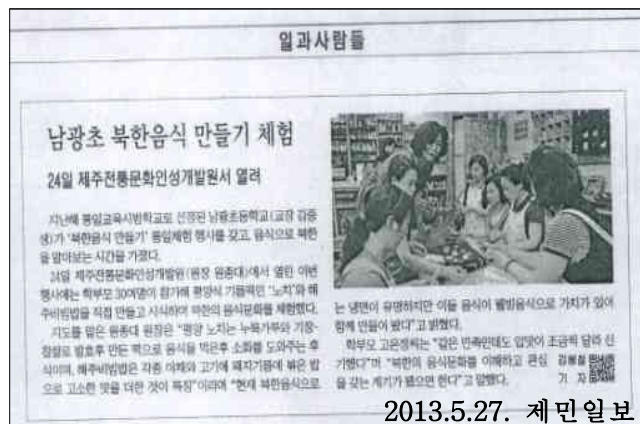 일과사람들
남광초 북한음식 만들기 체험
24일 제주전통문화인성개발원서 열려
지난해 통일교육시범학교로 선정된 남광초등학교(교장 김충
생)가 '북한음식 만들기' 통일체험 행사를 갖고, 음식으로 북한
을 알아보는 시간을 가졌다.
24일 제주전통문화인성개발원(원장 원종대)에서 열린 이번
행사에는 학부모 30여명이 참가해 평양식 기름떡인 '노치'와 해
주비빔밥을 직접 만들고 시식하며 북한의 음식문화를 체험했다.
지도를 맡은 원종대 원장은 "평양 노치는 누룩가루와 기장·
찹쌀로 발효후 만든 떡으로 음식을 먹은후 소화를 도와주는 후
식이며, 해주비빔밥은 각종 야채와 고기에 돼지기름에 볶은 밥
으로 고소한 맛을 더한 것이 특징"이라며 "현재 북한음식으로
는 냉면이 유명하지만 이들 음식이 웰빙음식으로 가치가 있어
함께 만들어 봤다"고 밝혔다.
학부모 고은정씨는 "같은 민족인데도 입맛이 조금씩 달라 신
기했다"며 "북한의 음식문화를 이해하고 관심
을 갖는 계기가 됐으면 한다"고 말했다.
기자
2013.5.27. 제민일보